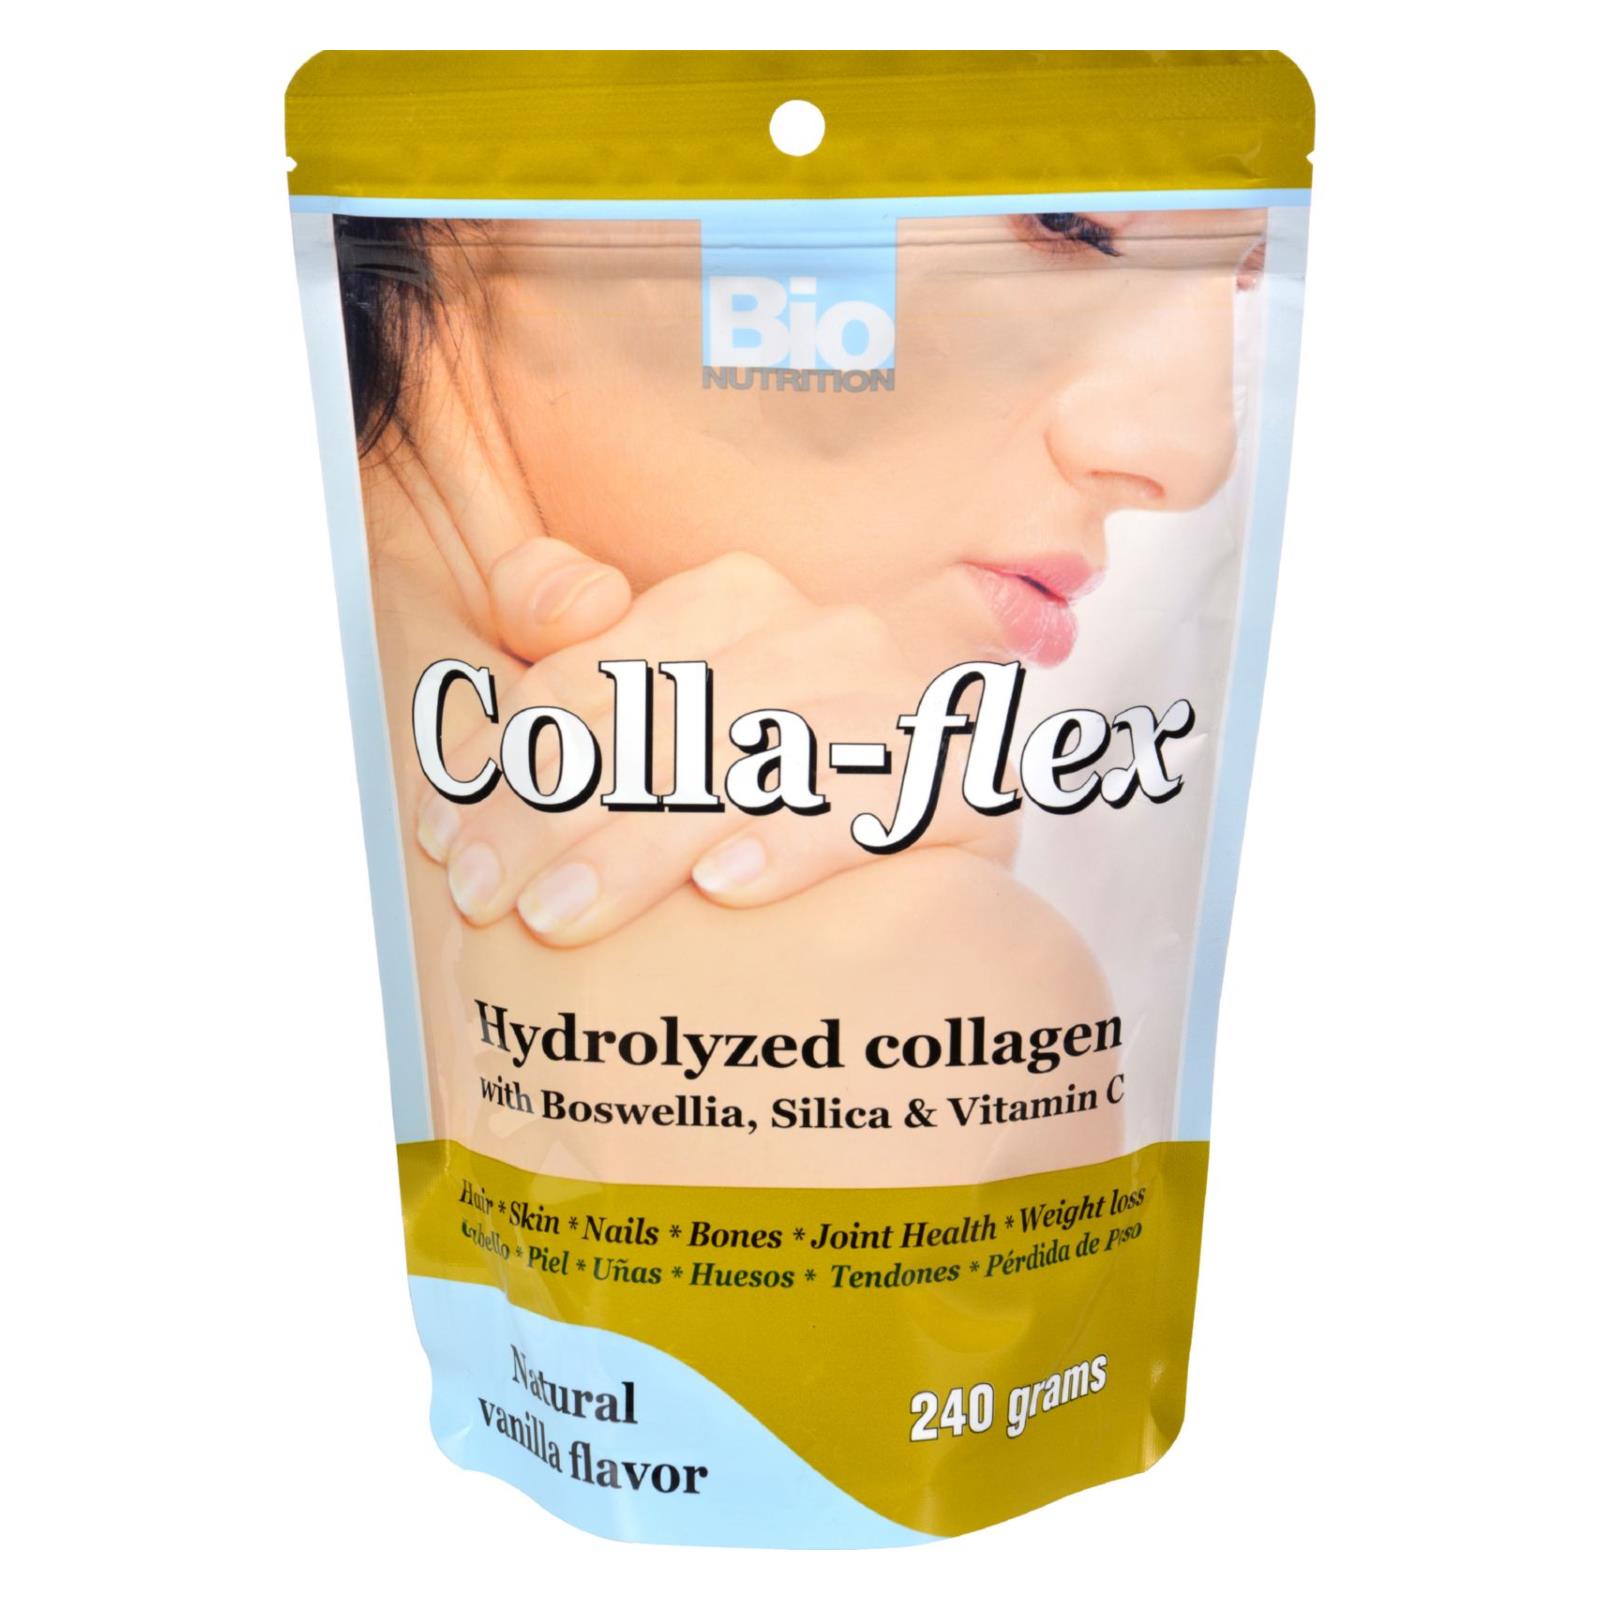 Bio
NUTRITION
Colla-flex
Hydrolyzed collagen
with Boswellia, Silica & Vitamin C
Hair * Skin * Nails * Bones * Joint Health * Weight loss
Cabello * Piel * Uñas * Huesos * Tendones * Pérdida de Peso
Natural
vanilla flavor
240 grams